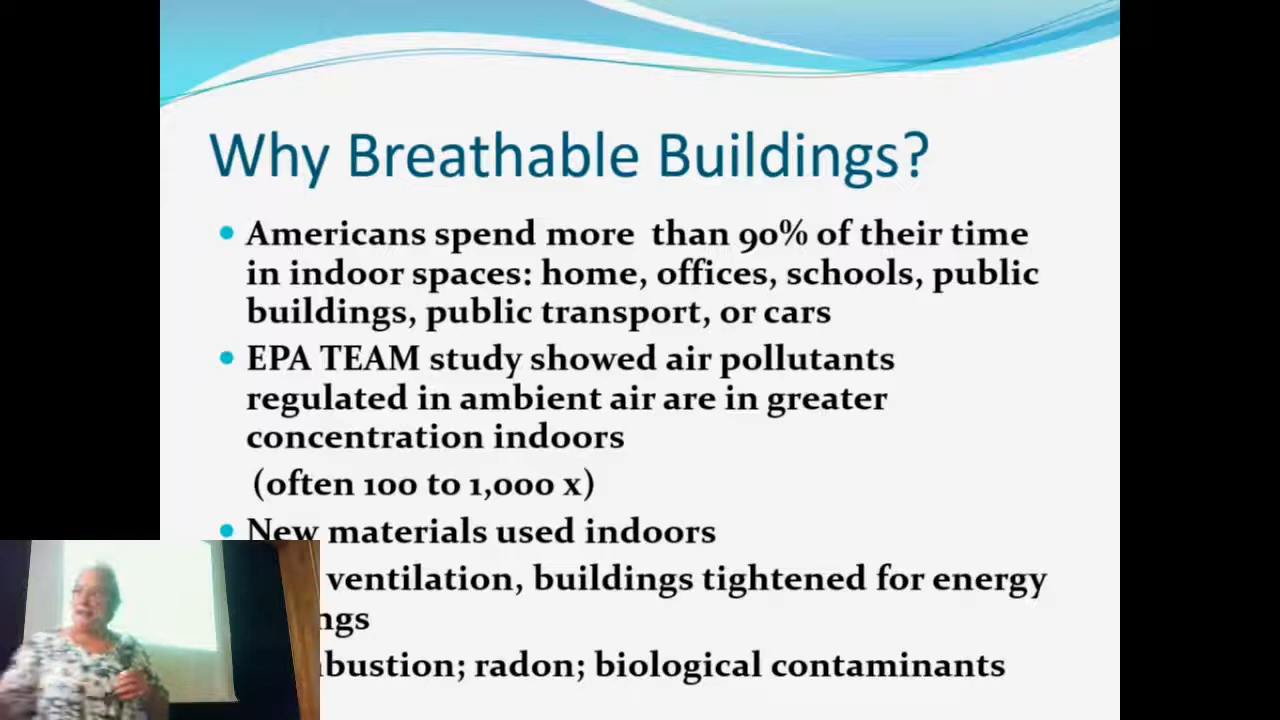 Why Breathable Buildings?
Americans spend more than 90% of their time
in indoor spaces: home, offices, schools, public
buildings, public transport, or cars
EPA TEAM study showed air pollutants
regulated in ambient air are in greater
concentration indoors
(often 100 to 1,000 x)
New materials used indoors
ventilation, buildings tightened for energy
radon; biological contaminants